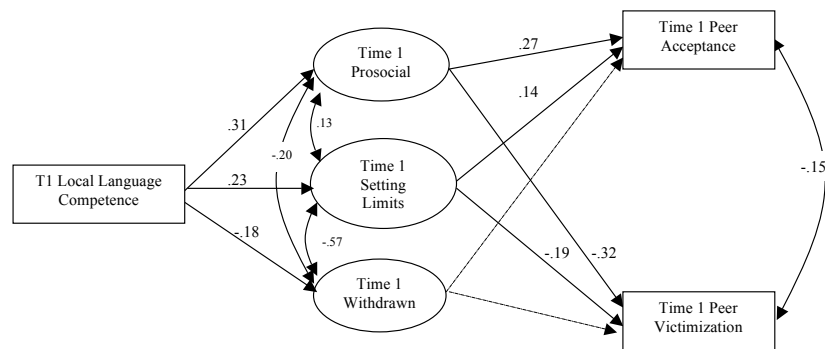 Time 1
Prosocial
Time 1 Peer
Acceptance
.27
.14
.31
.13
-.20
-.15
T1 Local Language
Competence
.23
Time 1
Setting
Limits
-.18
-.57
-.19
-.32
Time 1
Withdrawn
Time 1 Peer
Victimization